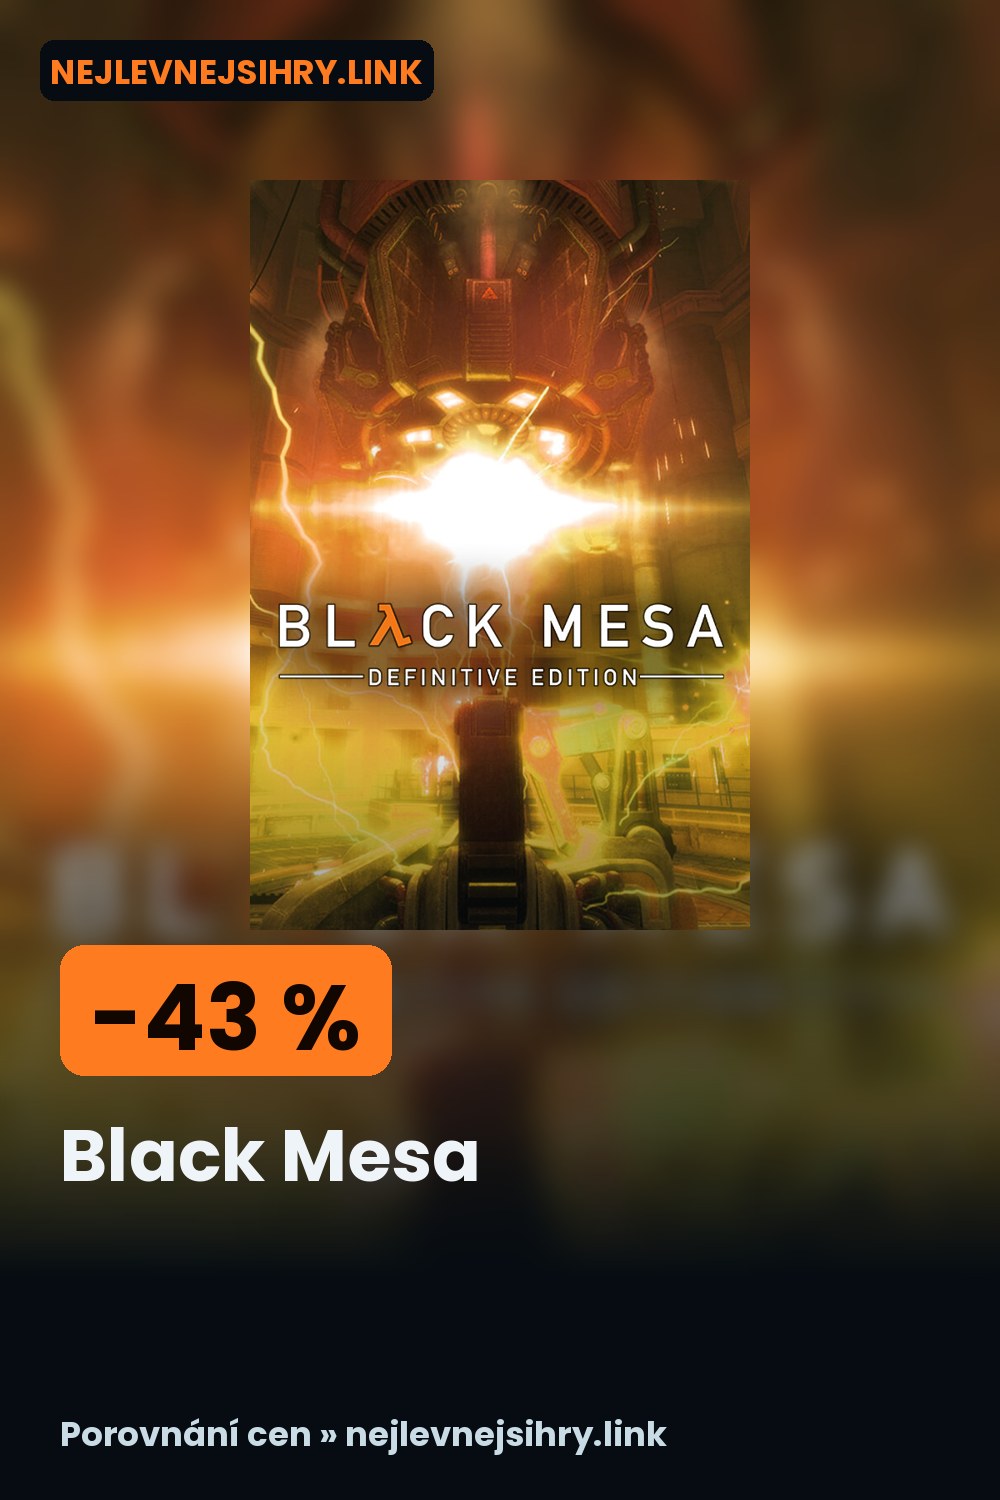 NEJLEVNEJSIHRY.LINK
BLλCK MESA
DEFINITIVE EDITION
-43 %
Black Mesa
Porovnání cen » nejlevnejsihry.link